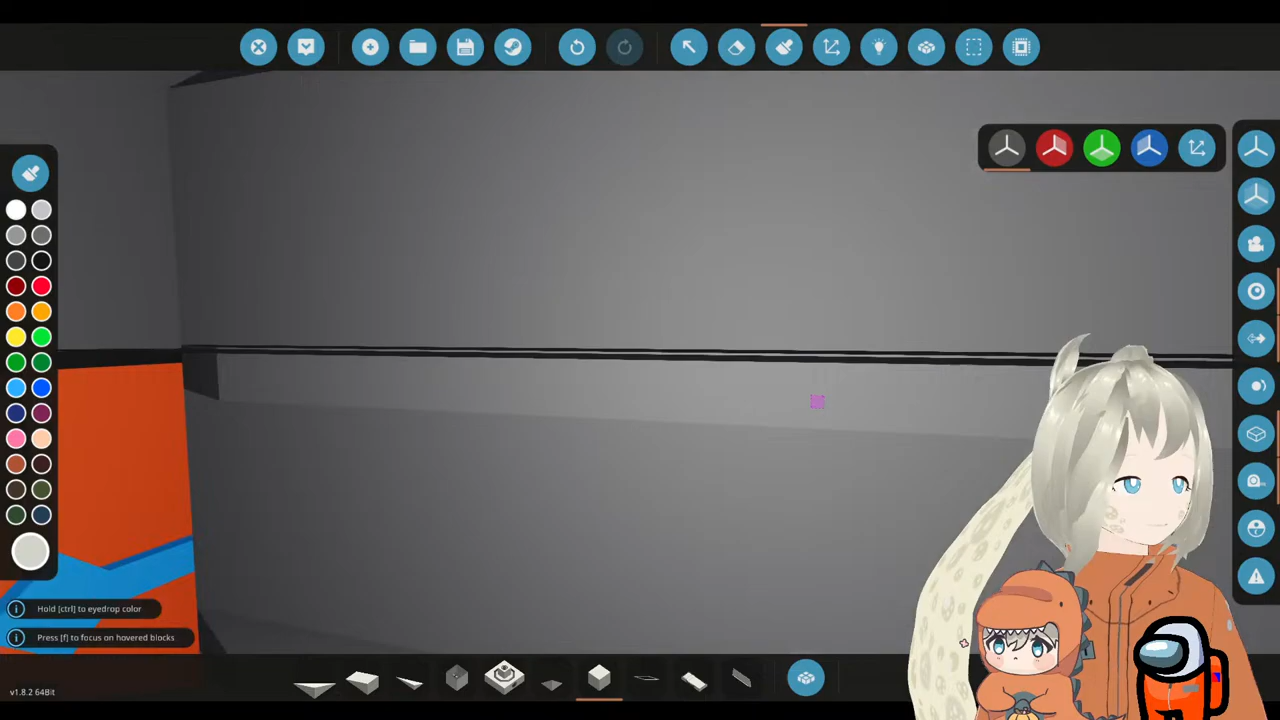 Hold [ctrl] to eyedrop color
Press [f] to focus on hovered blocks
v1.8.2 64Bit